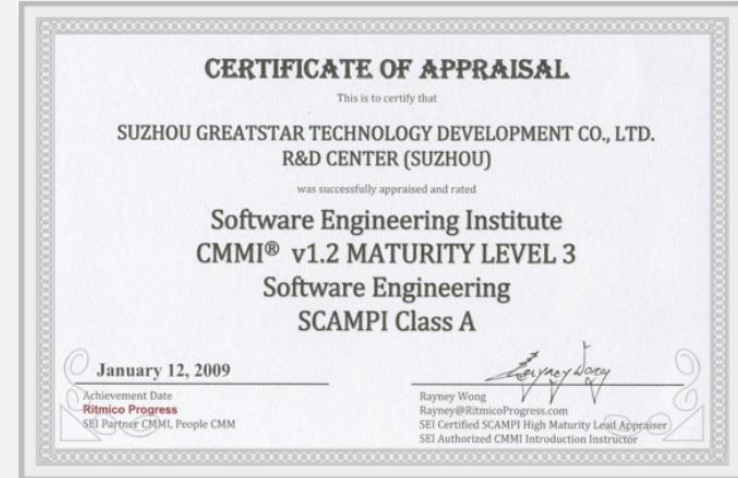 CERTIFICATE OF APPRAISAL
This is to certify that
SUZHOU GREATSTAR TECHNOLOGY DEVELOPMENT CO., LTD.
R&D CENTER (SUZHOU)
was successfully appraised and rated
Software Engineering Institute
CMMI® v1.2 MATURITY LEVEL 3
Software Engineering
SCAMPI Class A
January 12, 2009
Achievement Date
Ritmico Progress
SEI Partner CMMI, People CMM
Rayney Wong
Rayney Wong
Rayney@RitmicoProgress.com
SEI Certified SCAMPI High Maturity Lead Appraiser
SEI Authorized CMMI Introduction Instructor